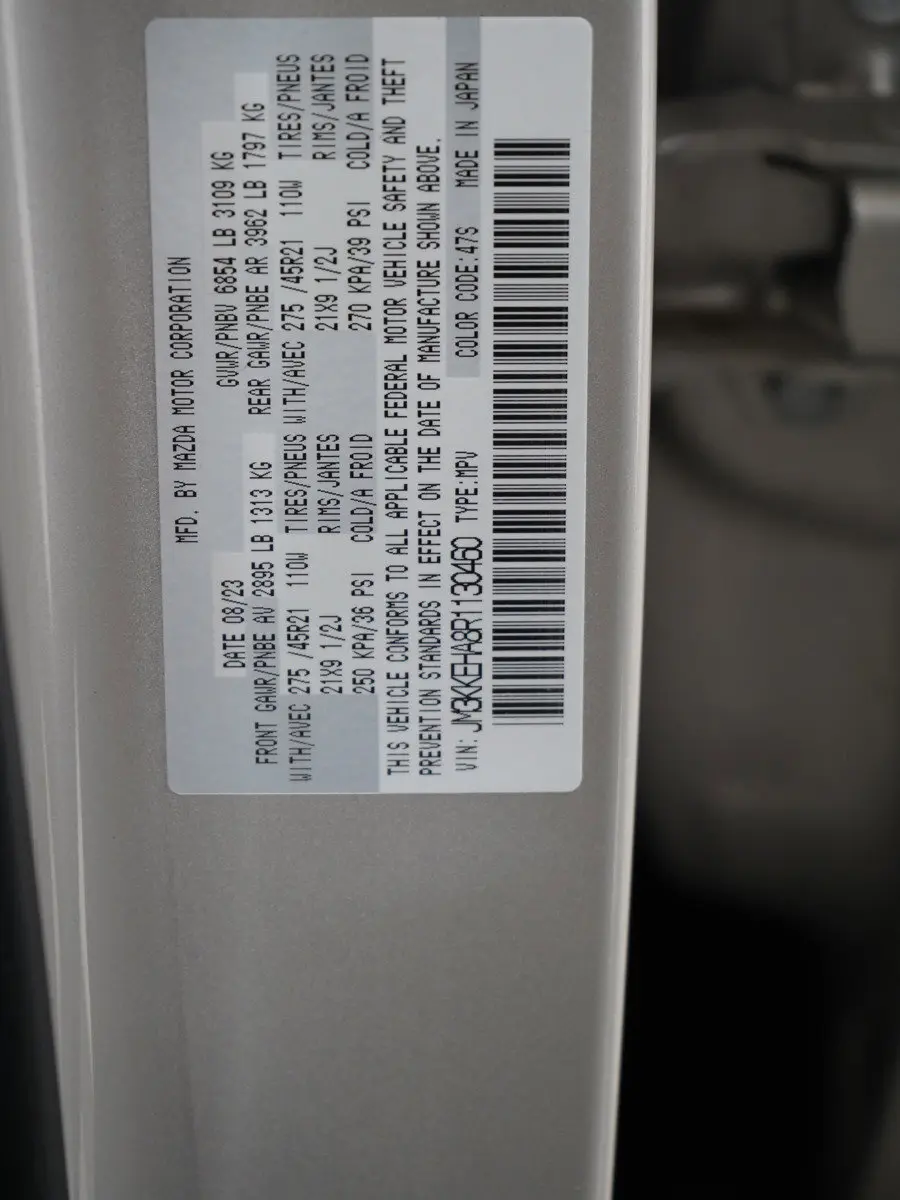 MFD. BY MAZDA MOTOR CORPORATION
DATE 08/23 GVWR/PNBV 6854 LB 3109 KG
FRONT GAWR/PNBE AV 2895 LB 1313 KG REAR GAWR/PNBE AR 3962 LB 1797 KG
WITH/AVEC 275 /45R21 110W TIRES/PNEUS WITH/AVEC 275 /45R21 110W TIRES/PNEUS
21X9 1/2J RIMS/JANTES 21X9 1/2J RIMS/JANTES
250 KPA/36 PSI COLD/A FROID 270 KPA/39 PSI COLD/A FROID
THIS VEHICLE CONFORMS TO ALL APPLICABLE FEDERAL MOTOR VEHICLE SAFETY AND THEFT
PREVENTION STANDARDS IN EFFECT ON THE DATE OF MANUFACTURE SHOWN ABOVE.
VIN: JM3KKEHA8R1130460 TYPE:MPV COLOR CODE:47S MADE IN JAPAN